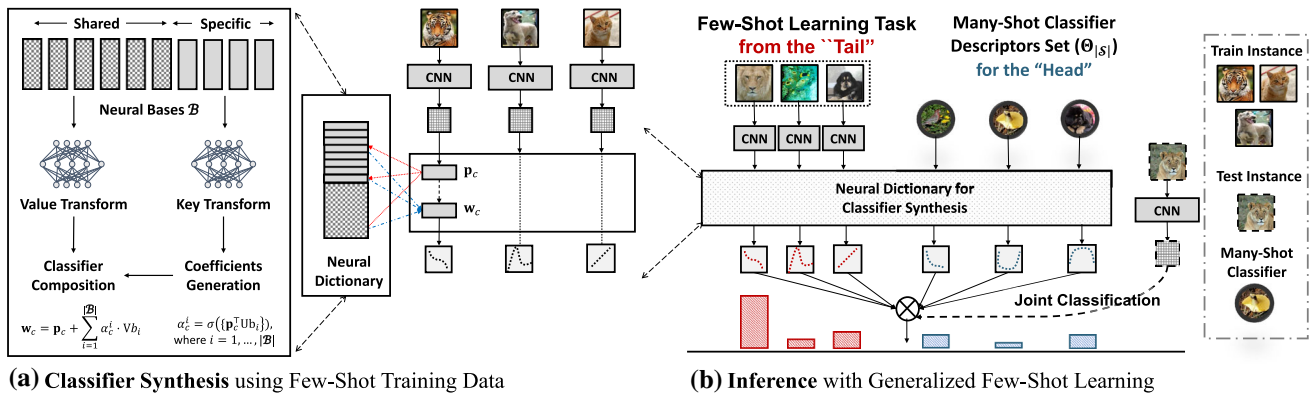 Shared Specific
Neural Bases ℬ
Value Transform Key Transform
Classifier Composition
Coefficients Generation
w_c = p_c + ∑_{i=1}^{|ℬ|} α_c^i · Vb_i
α_c^i = σ({p_c^⊤Ub_i}),
where i = 1, … , |ℬ|
Neural
Dictionary
CNN CNN CNN
p_c
w_c
(a) Classifier Synthesis using Few-Shot Training Data
Few-Shot Learning Task
from the ``Tail”
Many-Shot Classifier
Descriptors Set (Θ_{|𝒮|})
for the “Head”
CNN CNN CNN
Neural Dictionary for
Classifier Synthesis
CNN
Joint Classification
Train Instance
Test Instance
Many-Shot
Classifier
(b) Inference with Generalized Few-Shot Learning